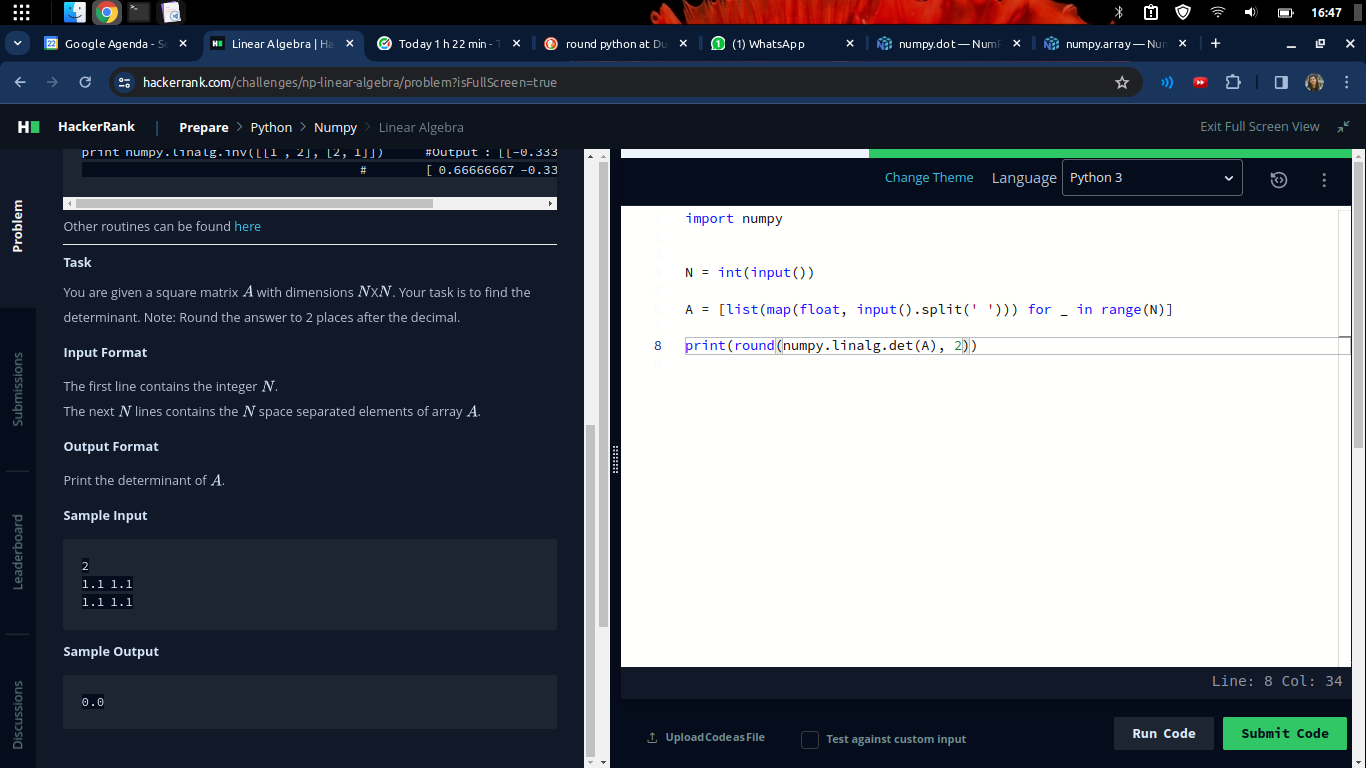 16:47
Google Agenda - S
Linear Algebra | Ha
Today 1 h 22 min - T
round python at Du
(1) WhatsApp
numpy.dot — NumP
numpy.array — Num
hackerrank.com/challenges/np-linear-algebra/problem?isFullScreen=true
HackerRank
Prepare > Python > Numpy > Linear Algebra
Exit Full Screen View
Problem
Submissions
Leaderboard
Discussions
print numpy.linalg.inv([[1 , 2], [2, 1]]) #Output : [[-0.333
# [ 0.66666667 -0.33
Other routines can be found here
Task
You are given a square matrix A with dimensions NXN. Your task is to find the
determinant. Note: Round the answer to 2 places after the decimal.
Input Format
The first line contains the integer N.
The next N lines contains the N space separated elements of array A.
Output Format
Print the determinant of A.
Sample Input
2
1.1 1.1
1.1 1.1
Sample Output
0.0
Change Theme
Language
Python 3
import numpy
N = int(input())
A = [list(map(float, input().split(' '))) for _ in range(N)]
8 print(round(numpy.linalg.det(A), 2))
Line: 8 Col: 34
Upload Code as File
Test against custom input
Run Code
Submit Code